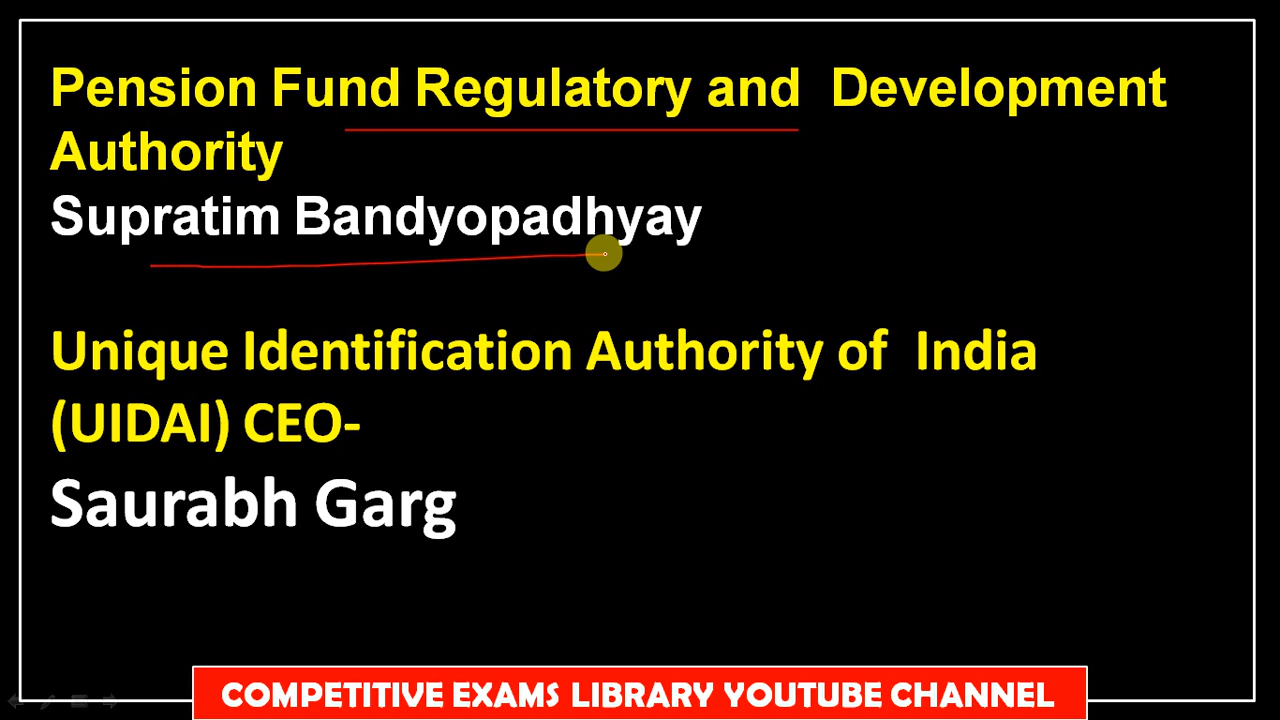 Pension Fund Regulatory and Development
Authority
Supratim Bandyopadhyay
Unique Identification Authority of India
(UIDAI) CEO-
Saurabh Garg
COMPETITIVE EXAMS LIBRARY YOUTUBE CHANNEL